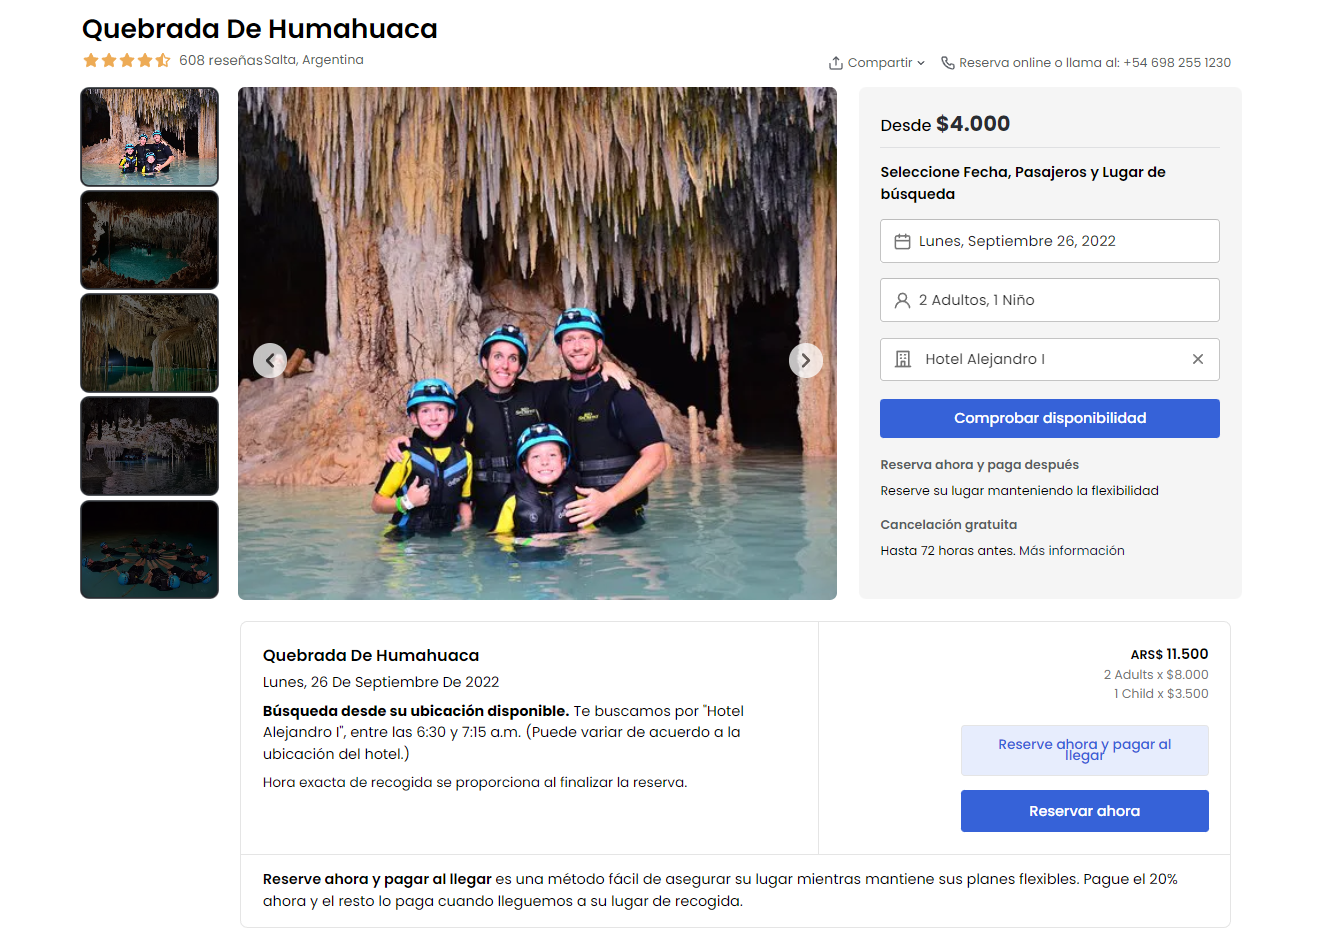 Quebrada De Humahuaca
608 reseñas Salta, Argentina
Compartir
Reserva online o llama al: +54 698 255 1230
Desde $4.000
Seleccione Fecha, Pasajeros y Lugar de
búsqueda
Lunes, Septiembre 26, 2022
2 Adultos, 1 Niño
Hotel Alejandro I
Comprobar disponibilidad
Reserva ahora y paga después
Reserve su lugar manteniendo la flexibilidad
Cancelación gratuita
Hasta 72 horas antes. Más información
Quebrada De Humahuaca
Lunes, 26 De Septiembre De 2022
Búsqueda desde su ubicación disponible. Te buscamos por "Hotel
Alejandro I", entre las 6:30 y 7:15 a.m. (Puede variar de acuerdo a la
ubicación del hotel.)
Hora exacta de recogida se proporciona al finalizar la reserva.
ARS$ 11.500
2 Adults x $8.000
1 Child x $3.500
Reserve ahora y pagar al
llegar
Reservar ahora
Reserve ahora y pagar al llegar es una método fácil de asegurar su lugar mientras mantiene sus planes flexibles. Pague el 20%
ahora y el resto lo paga cuando lleguemos a su lugar de recogida.